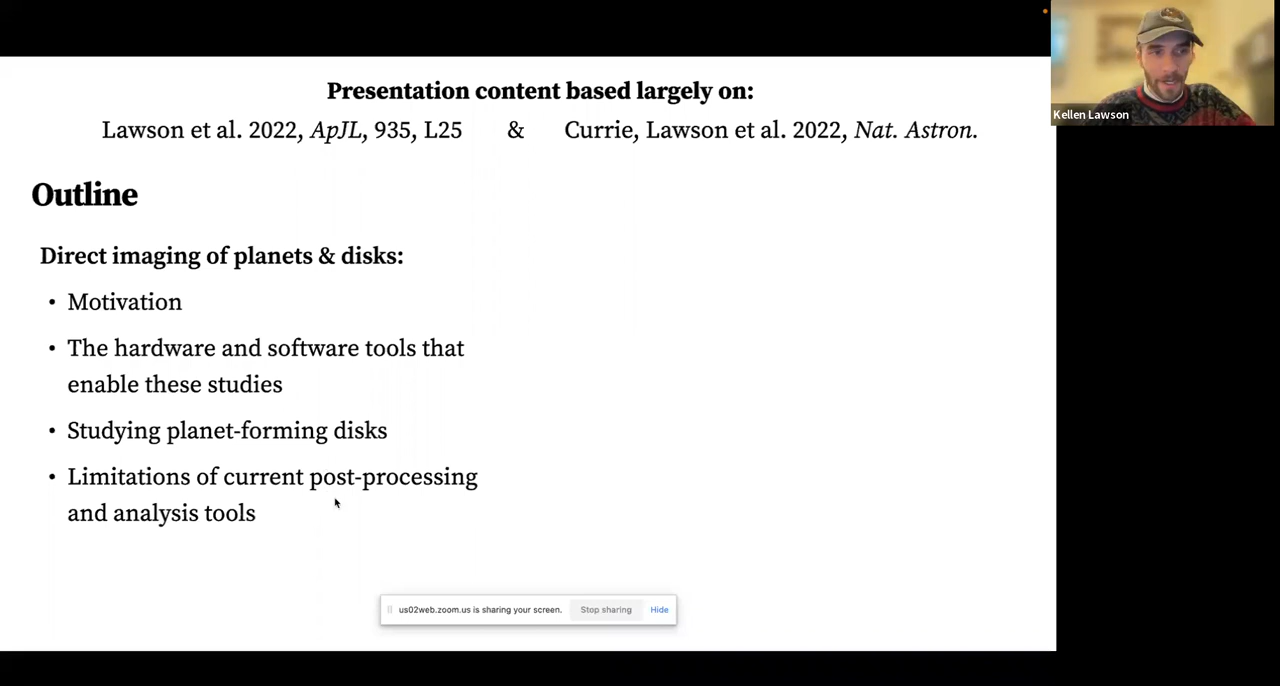 Presentation content based largely on:
Lawson et al. 2022, ApJL, 935, L25 & Currie, Lawson et al. 2022, Nat. Astron.
Outline
Direct imaging of planets & disks:
• Motivation
• The hardware and software tools that
enable these studies
• Studying planet-forming disks
• Limitations of current post-processing
and analysis tools
us02web.zoom.us is sharing your screen. Stop sharing Hide
Kellen Lawson